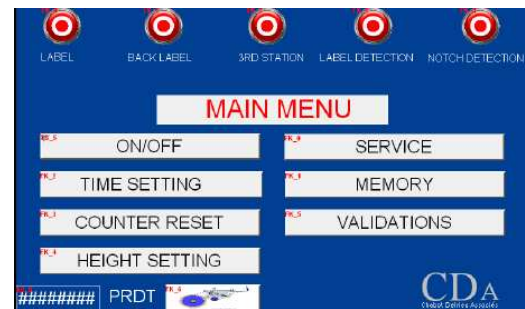 LABEL BACK LABEL 3RD STATION LABEL DETECTION NOTCH DETECTION
MAIN MENU
ON/OFF SERVICE
TIME SETTING MEMORY
COUNTER RESET VALIDATIONS
HEIGHT SETTING
######## PRDT CDA